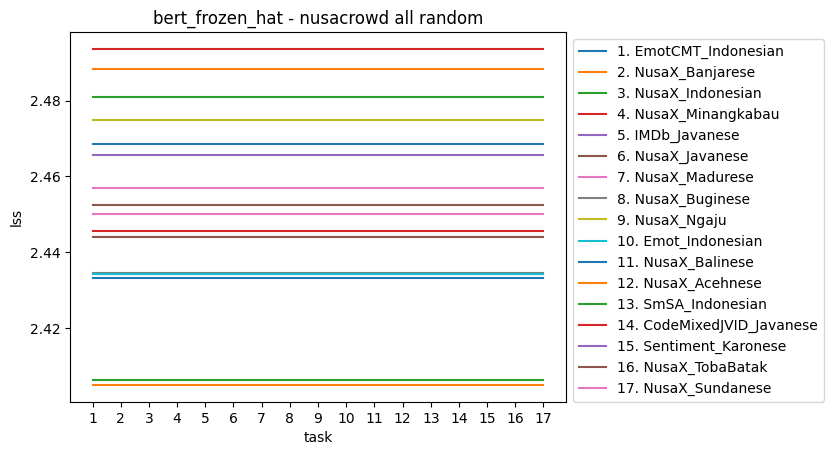 bert_frozen_hat - nusacrowd all random
lss
2.48
2.46
2.44
2.42
1 2 3 4 5 6 7 8 9 10 11 12 13 14 15 16 17
task
1. EmotCMT_Indonesian
2. NusaX_Banjarese
3. NusaX_Indonesian
4. NusaX_Minangkabau
5. IMDb_Javanese
6. NusaX_Javanese
7. NusaX_Madurese
8. NusaX_Buginese
9. NusaX_Ngaju
10. Emot_Indonesian
11. NusaX_Balinese
12. NusaX_Acehnese
13. SmSA_Indonesian
14. CodeMixedJVID_Javanese
15. Sentiment_Karonese
16. NusaX_TobaBatak
17. NusaX_Sundanese